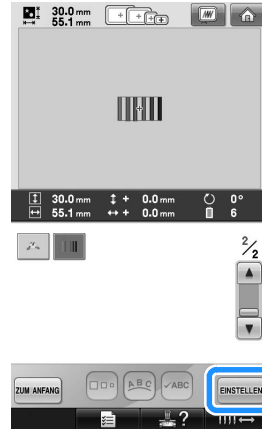 30.0 mm
55.1 mm
30.0 mm + 0.0 mm 0°
55.1 mm + 0.0 mm 6
2/2
ZUM ANFANG
ABC
ABC
EINSTELLEN
?